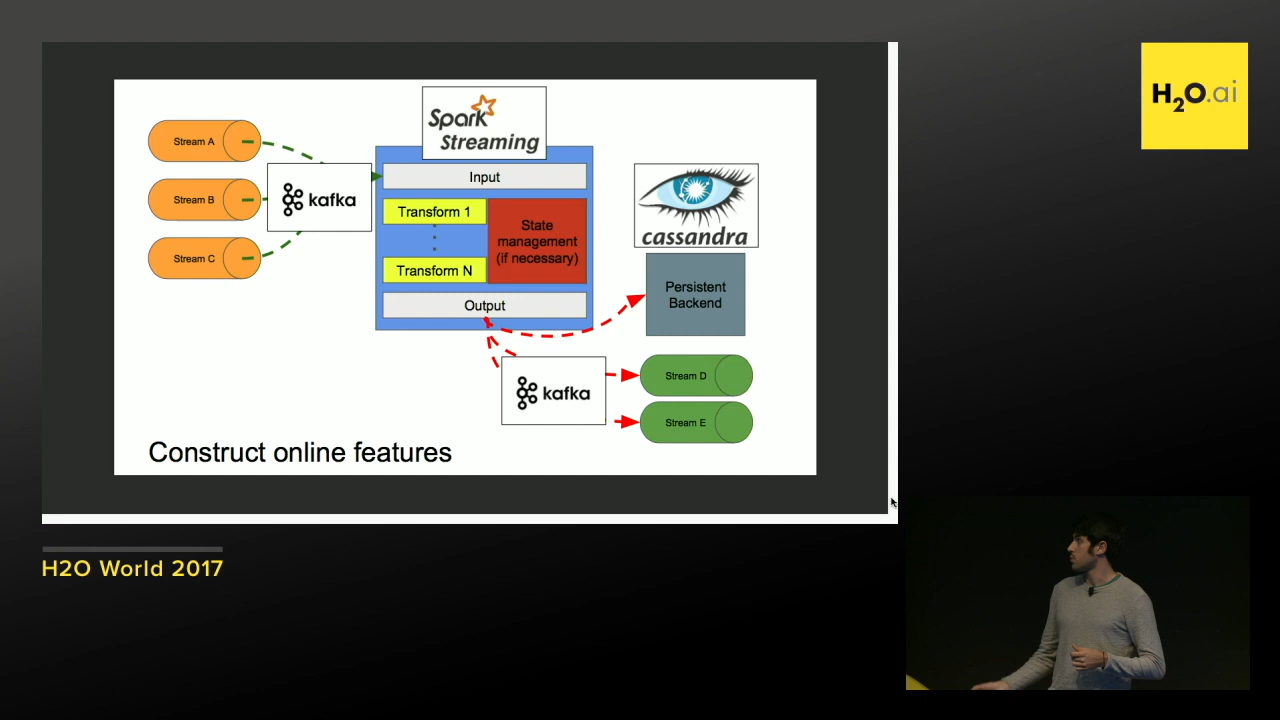 H2O.ai
Spark
Streaming
Stream A
Stream B
Stream C
kafka
Input
Transform 1
Transform N
State
management
(if necessary)
Output
cassandra
Persistent
Backend
kafka
Stream D
Stream E
Construct online features
H2O World 2017